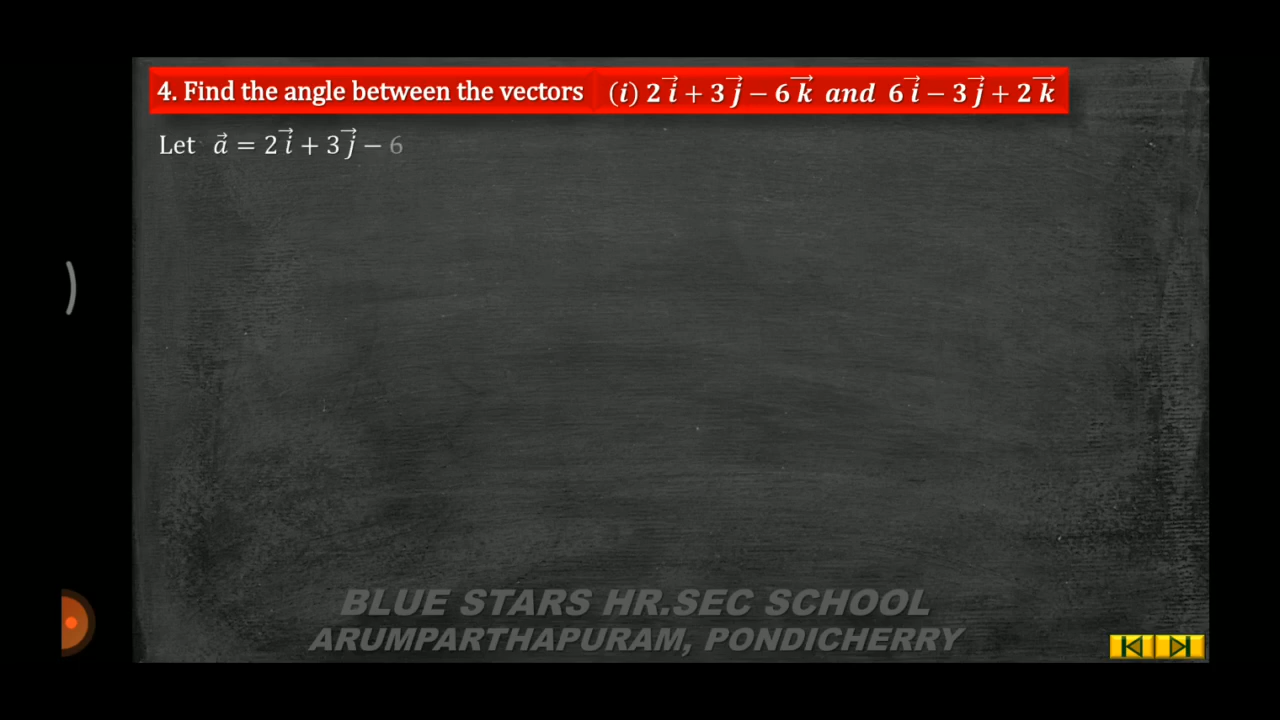 4. Find the angle between the vectors (i) 2i⃗ + 3j⃗ − 6k⃗ and 6i⃗ − 3j⃗ + 2k⃗
Let a⃗ = 2i⃗ + 3j⃗ − 6
BLUE STARS HR.SEC SCHOOL
ARUMPARTHAPURAM, PONDICHERRY